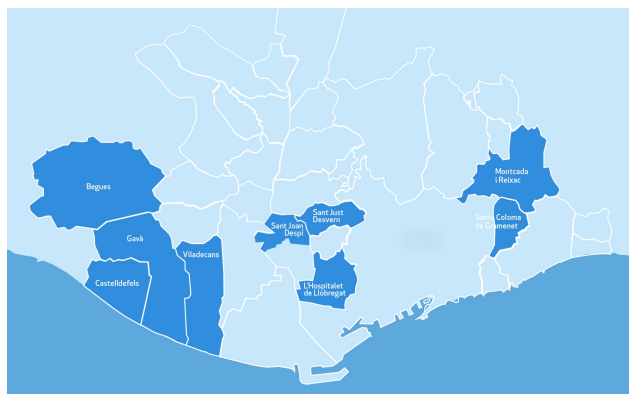 Begues
Gavà
Castelldefels
Viladecans
Sant Joan
Despí
Sant Just
Desvern
L'Hospitalet
de Llobregat
Montcada
i Reixac
Santa Coloma
de Gramenet